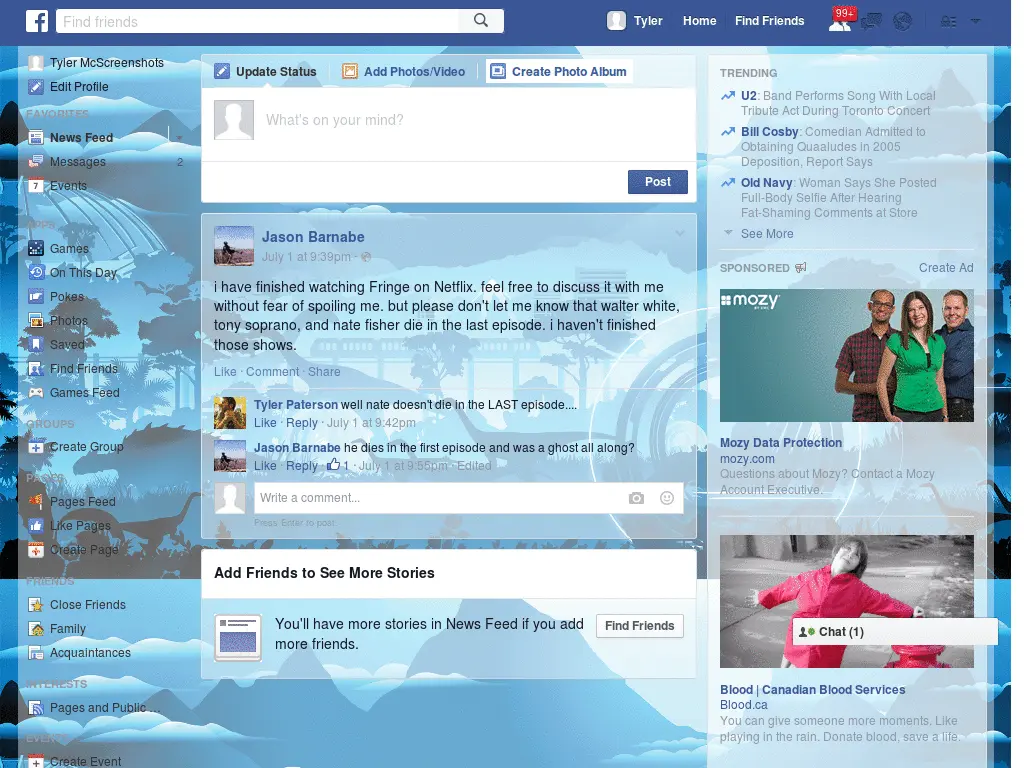 Find friends
Tyler
Home
Find Friends
99+
Tyler McScreenshots
Edit Profile
FAVORITES
News Feed
Messages 2
7 Events
Games
On This Day
Pokes
Photos
Saved
Find Friends
Games Feed
GROUPS
Create Group
Pages Feed
Like Pages
Create Page
FRIENDS
Close Friends
Family
Acquaintances
INTERESTS
Pages and Public ...
Create Event
Update Status
Add Photos/Video
Create Photo Album
What's on your mind?
Post
Jason Barnabe
July 1 at 9:39pm ·
i have finished watching Fringe on Netflix. feel free to discuss it with me
without fear of spoiling me. but please don't let me know that walter white,
tony soprano, and nate fisher die in the last episode. i haven't finished
those shows.
Like · Comment · Share
Tyler Paterson well nate doesn't die in the LAST episode....
Like · Reply · July 1 at 9:42pm
Jason Barnabe he dies in the first episode and was a ghost all along?
Like · Reply · 1 · July 1 at 9:55pm · Edited
Write a comment...
Press Enter to post.
Add Friends to See More Stories
You'll have more stories in News Feed if you add
more friends.
Find Friends
TRENDING
U2: Band Performs Song With Local
Tribute Act During Toronto Concert
Bill Cosby: Comedian Admitted to
Obtaining Quaaludes in 2005
Deposition, Report Says
Old Navy: Woman Says She Posted
Full-Body Selfie After Hearing
Fat-Shaming Comments at Store
See More
SPONSORED
Create Ad
mozy
Mozy Data Protection
mozy.com
Questions about Mozy? Contact a Mozy
Account Executive.
Chat (1)
Blood | Canadian Blood Services
Blood.ca
You can give someone more moments. Like
playing in the rain. Donate blood, save a life.